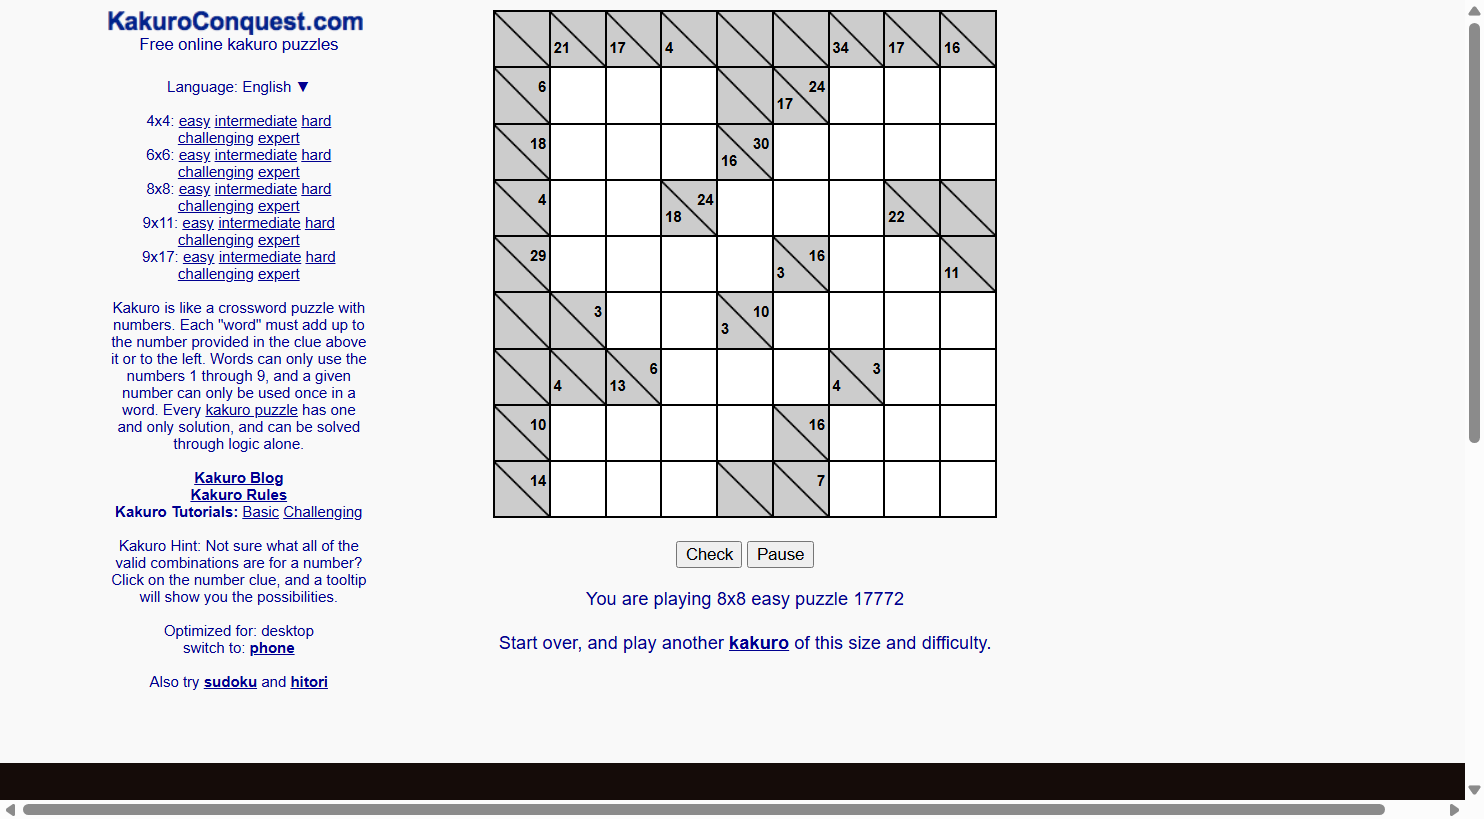 KakuroConquest.com
Free online kakuro puzzles
Language: English ▼
4x4: easy intermediate hard
challenging expert
6x6: easy intermediate hard
challenging expert
8x8: easy intermediate hard
challenging expert
9x11: easy intermediate hard
challenging expert
9x17: easy intermediate hard
challenging expert
Kakuro is like a crossword puzzle with
numbers. Each "word" must add up to
the number provided in the clue above
it or to the left. Words can only use the
numbers 1 through 9, and a given
number can only be used once in a
word. Every kakuro puzzle has one
and only solution, and can be solved
through logic alone.
Kakuro Blog
Kakuro Rules
Kakuro Tutorials: Basic Challenging
Kakuro Hint: Not sure what all of the
valid combinations are for a number?
Click on the number clue, and a tooltip
will show you the possibilities.
Optimized for: desktop
switch to: phone
Also try sudoku and hitori
21 17 4 34 17 16
6 24
17
18 30
16
4 24
18 22
29 16
3 11
3 10
3
6 3
4 13 4
10 16
14 7
Check Pause
You are playing 8x8 easy puzzle 17772
Start over, and play another kakuro of this size and difficulty.